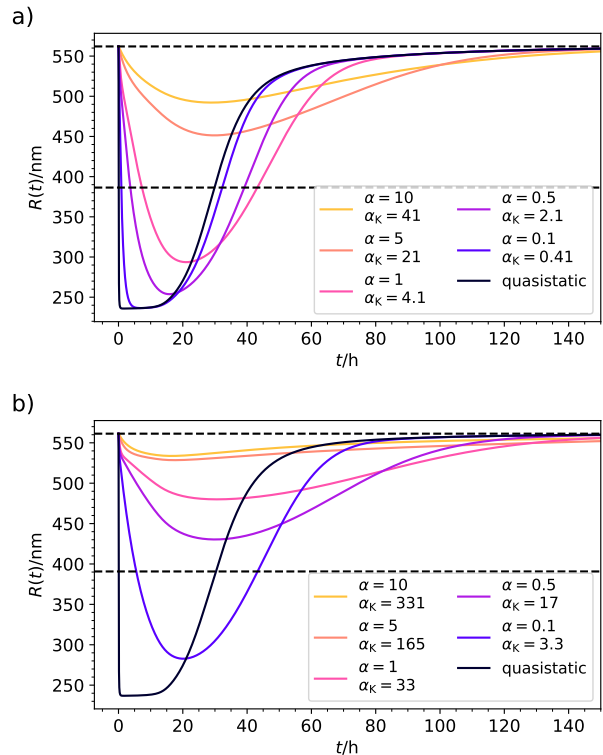 a)
550
500
450
400
350
300
250
R(t)/nm
α = 10
α_K = 41
α = 5
α_K = 21
α = 1
α_K = 4.1
α = 0.5
α_K = 2.1
α = 0.1
α_K = 0.41
quasistatic
0 20 40 60 80 100 120 140
t/h
b)
550
500
450
400
350
300
250
R(t)/nm
α = 10
α_K = 331
α = 5
α_K = 165
α = 1
α_K = 33
α = 0.5
α_K = 17
α = 0.1
α_K = 3.3
quasistatic
0 20 40 60 80 100 120 140
t/h